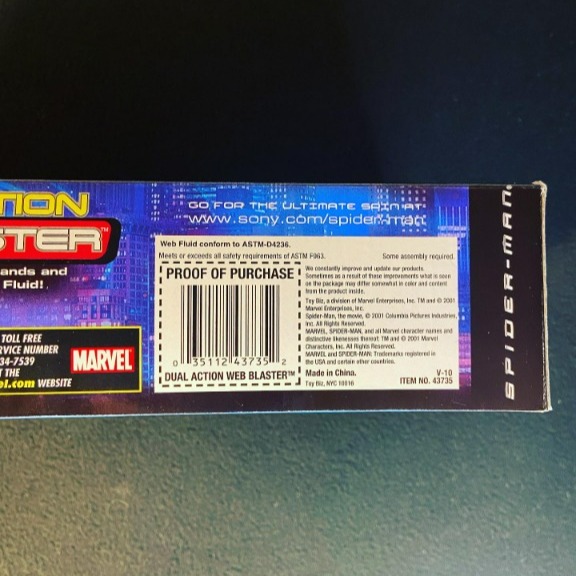 TION
STER™
ands and
Fluid!
GO FOR THE ULTIMATE SPIN AT:
www.sony.com/spider-man
Web Fluid conform to ASTM-D4236.
Meets or exceeds all safety requirements of ASTM F963.
Some assembly required.
PROOF OF PURCHASE
0 35112 43735 2
DUAL ACTION WEB BLASTER™
We constantly improve and update our products.
Sometimes as a result of these improvements what is seen
on the package may differ somewhat in color and content
from the product inside.
Toy Biz, a division of Marvel Enterprises, Inc. TM and © 2001
Marvel Enterprises, Inc.
Spider-Man, the movie, © 2001 Columbia Pictures Industries,
Inc. All Rights Reserved.
MARVEL, SPIDER-MAN, and all Marvel character names and
distinctive likenesses thereof: TM and © 2001 Marvel
Characters, Inc. All Rights Reserved.
MARVEL and SPIDER-MAN: Trademarks registered in
the USA and certain other countries.
Made in China.
V-10
Toy Biz, NYC 10016
ITEM NO. 43735
TOLL FREE
RVICE NUMBER
34-7539
T THE
el.com WEBSITE
MARVEL
SPIDER-MAN